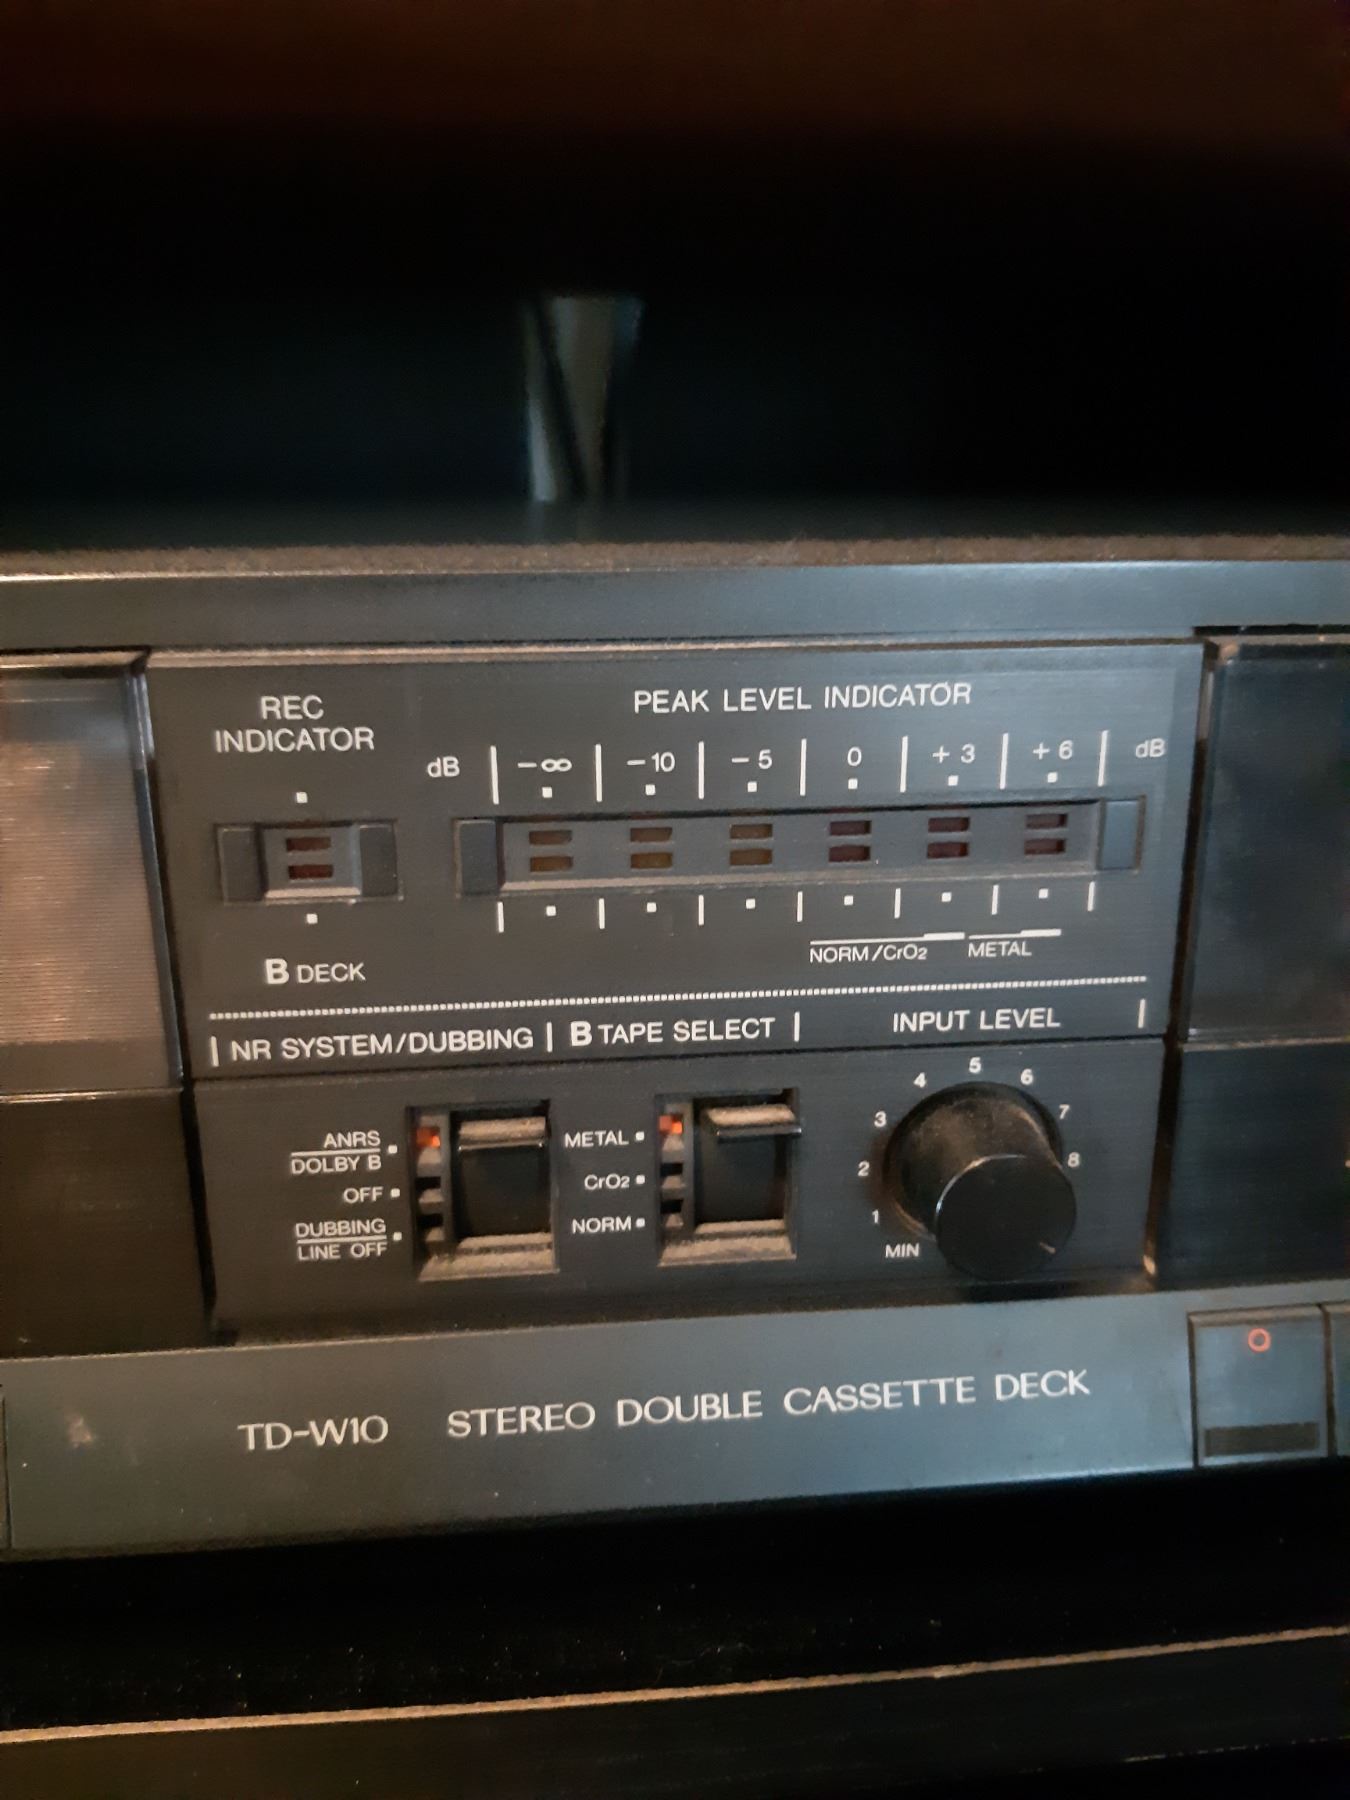 REC
INDICATOR
PEAK LEVEL INDICATOR
dB -∞ -10 -5 0 +3 +6 dB
NORM/CrO2 METAL
B DECK
NR SYSTEM/DUBBING B TAPE SELECT INPUT LEVEL
ANRS
DOLBY B
OFF
DUBBING
LINE OFF
METAL
CrO2
NORM
MIN 1 2 3 4 5 6 7 8
TD-W10 STEREO DOUBLE CASSETTE DECK